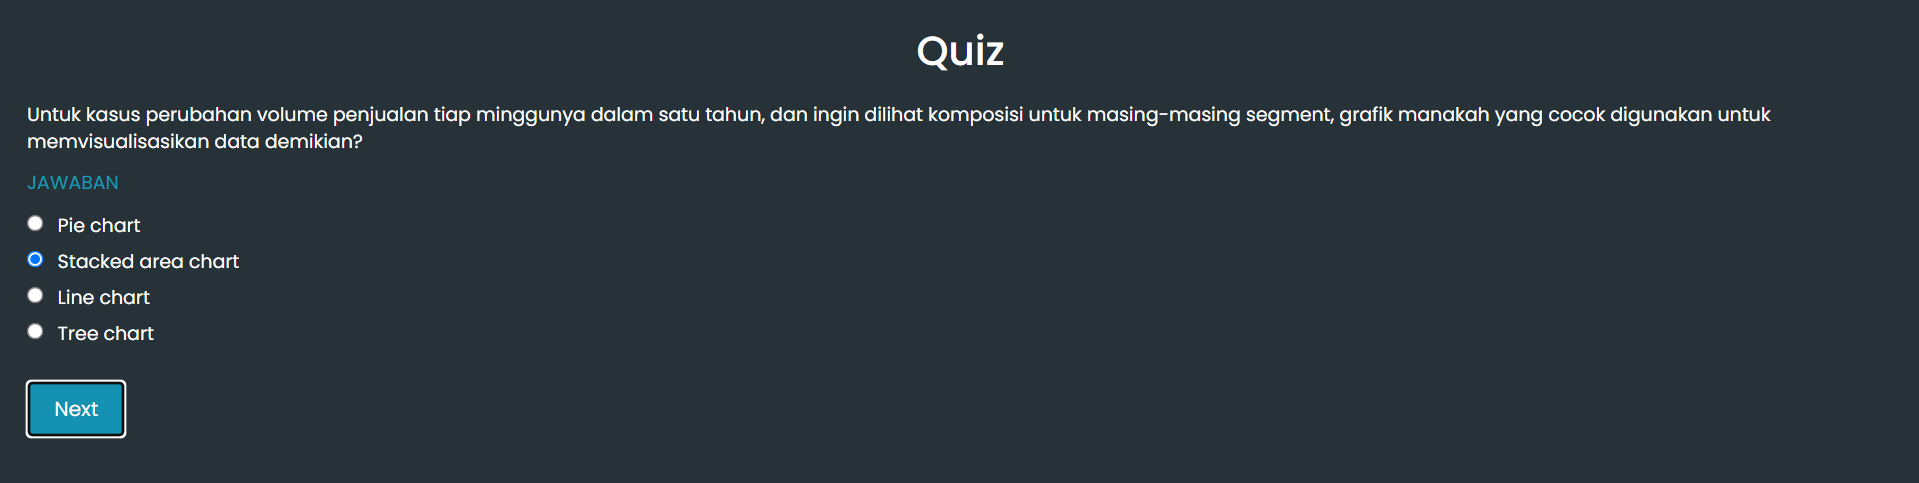 Quiz
Untuk kasus perubahan volume penjualan tiap minggunya dalam satu tahun, dan ingin dilihat komposisi untuk masing-masing segment, grafik manakah yang cocok digunakan untuk
memvisualisasikan data demikian?
JAWABAN
Pie chart
Stacked area chart
Line chart
Tree chart
Next